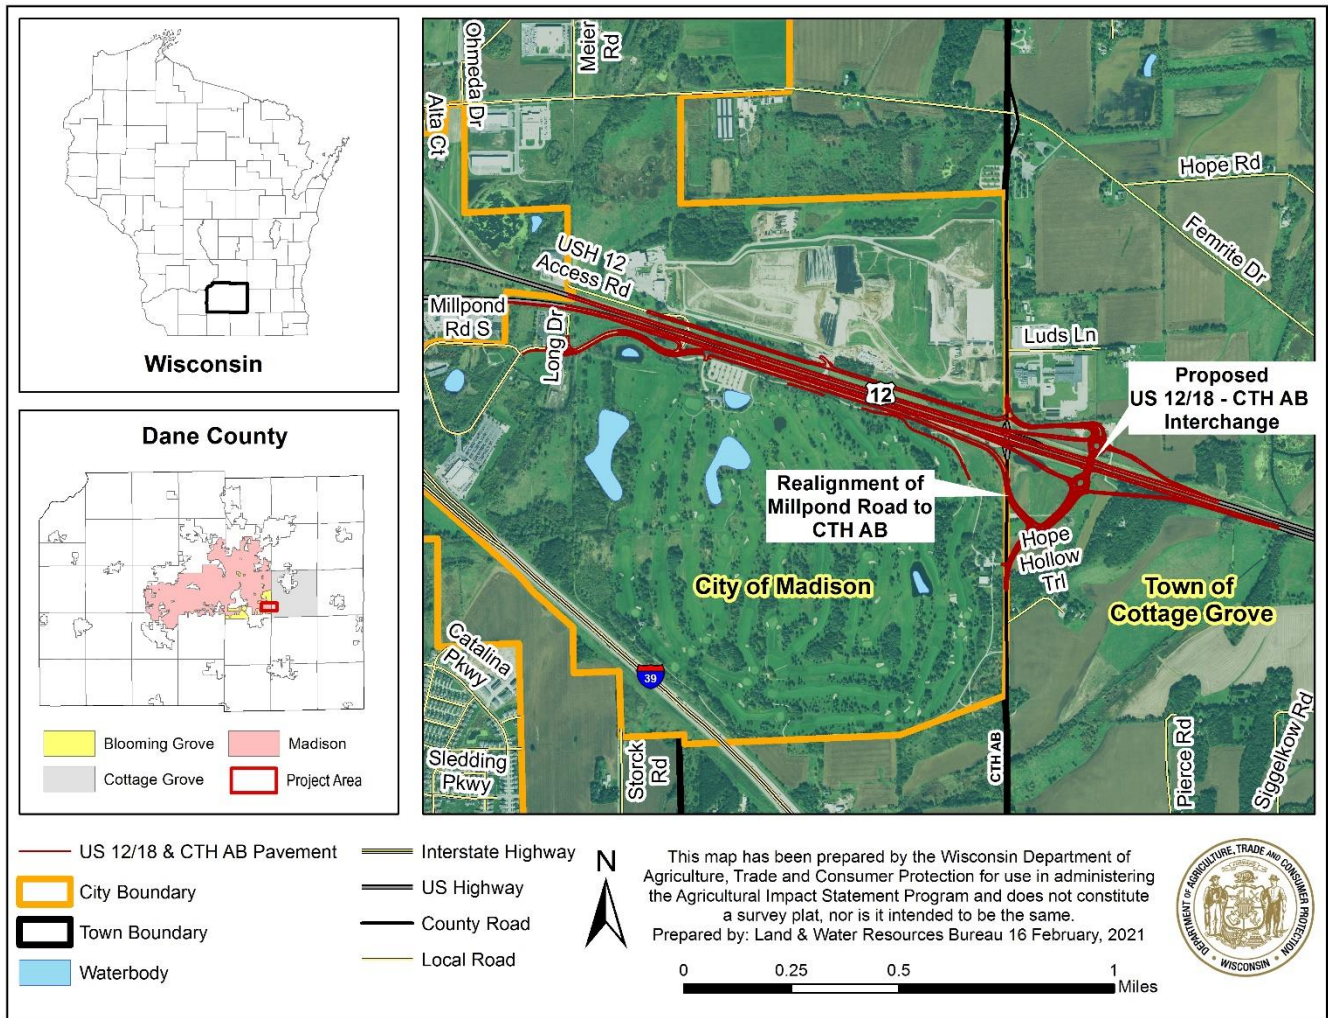 Wisconsin
Dane County
Blooming Grove
Madison
Cottage Grove
Project Area
Ohmeda Dr
Meier
Rd
Alta Ct
Hope Rd
Femrite Dr
USH 12
Access Rd
Millpond
Rd S
Long Dr
Luds Ln
12
Proposed
US 12/18 - CTH AB
Interchange
Realignment of
Millpond Road to
CTH AB
Hope
Hollow
Trl
City of Madison
Town of
Cottage Grove
Catalina
Pkwy
39
Sledding
Pkwy
Storck
Rd
CTH AB
Pierce Rd
Siggelkow Rd
US 12/18 & CTH AB Pavement
City Boundary
Town Boundary
Waterbody
Interstate Highway
US Highway
County Road
Local Road
N
This map has been prepared by the Wisconsin Department of
Agriculture, Trade and Consumer Protection for use in administering
the Agricultural Impact Statement Program and does not constitute
a survey plat, nor is it intended to be the same.
Prepared by: Land & Water Resources Bureau 16 February, 2021
0 0.25 0.5 1
Miles
DEPARTMENT OF AGRICULTURE, TRADE AND CONSUMER PROTECTION
WISCONSIN